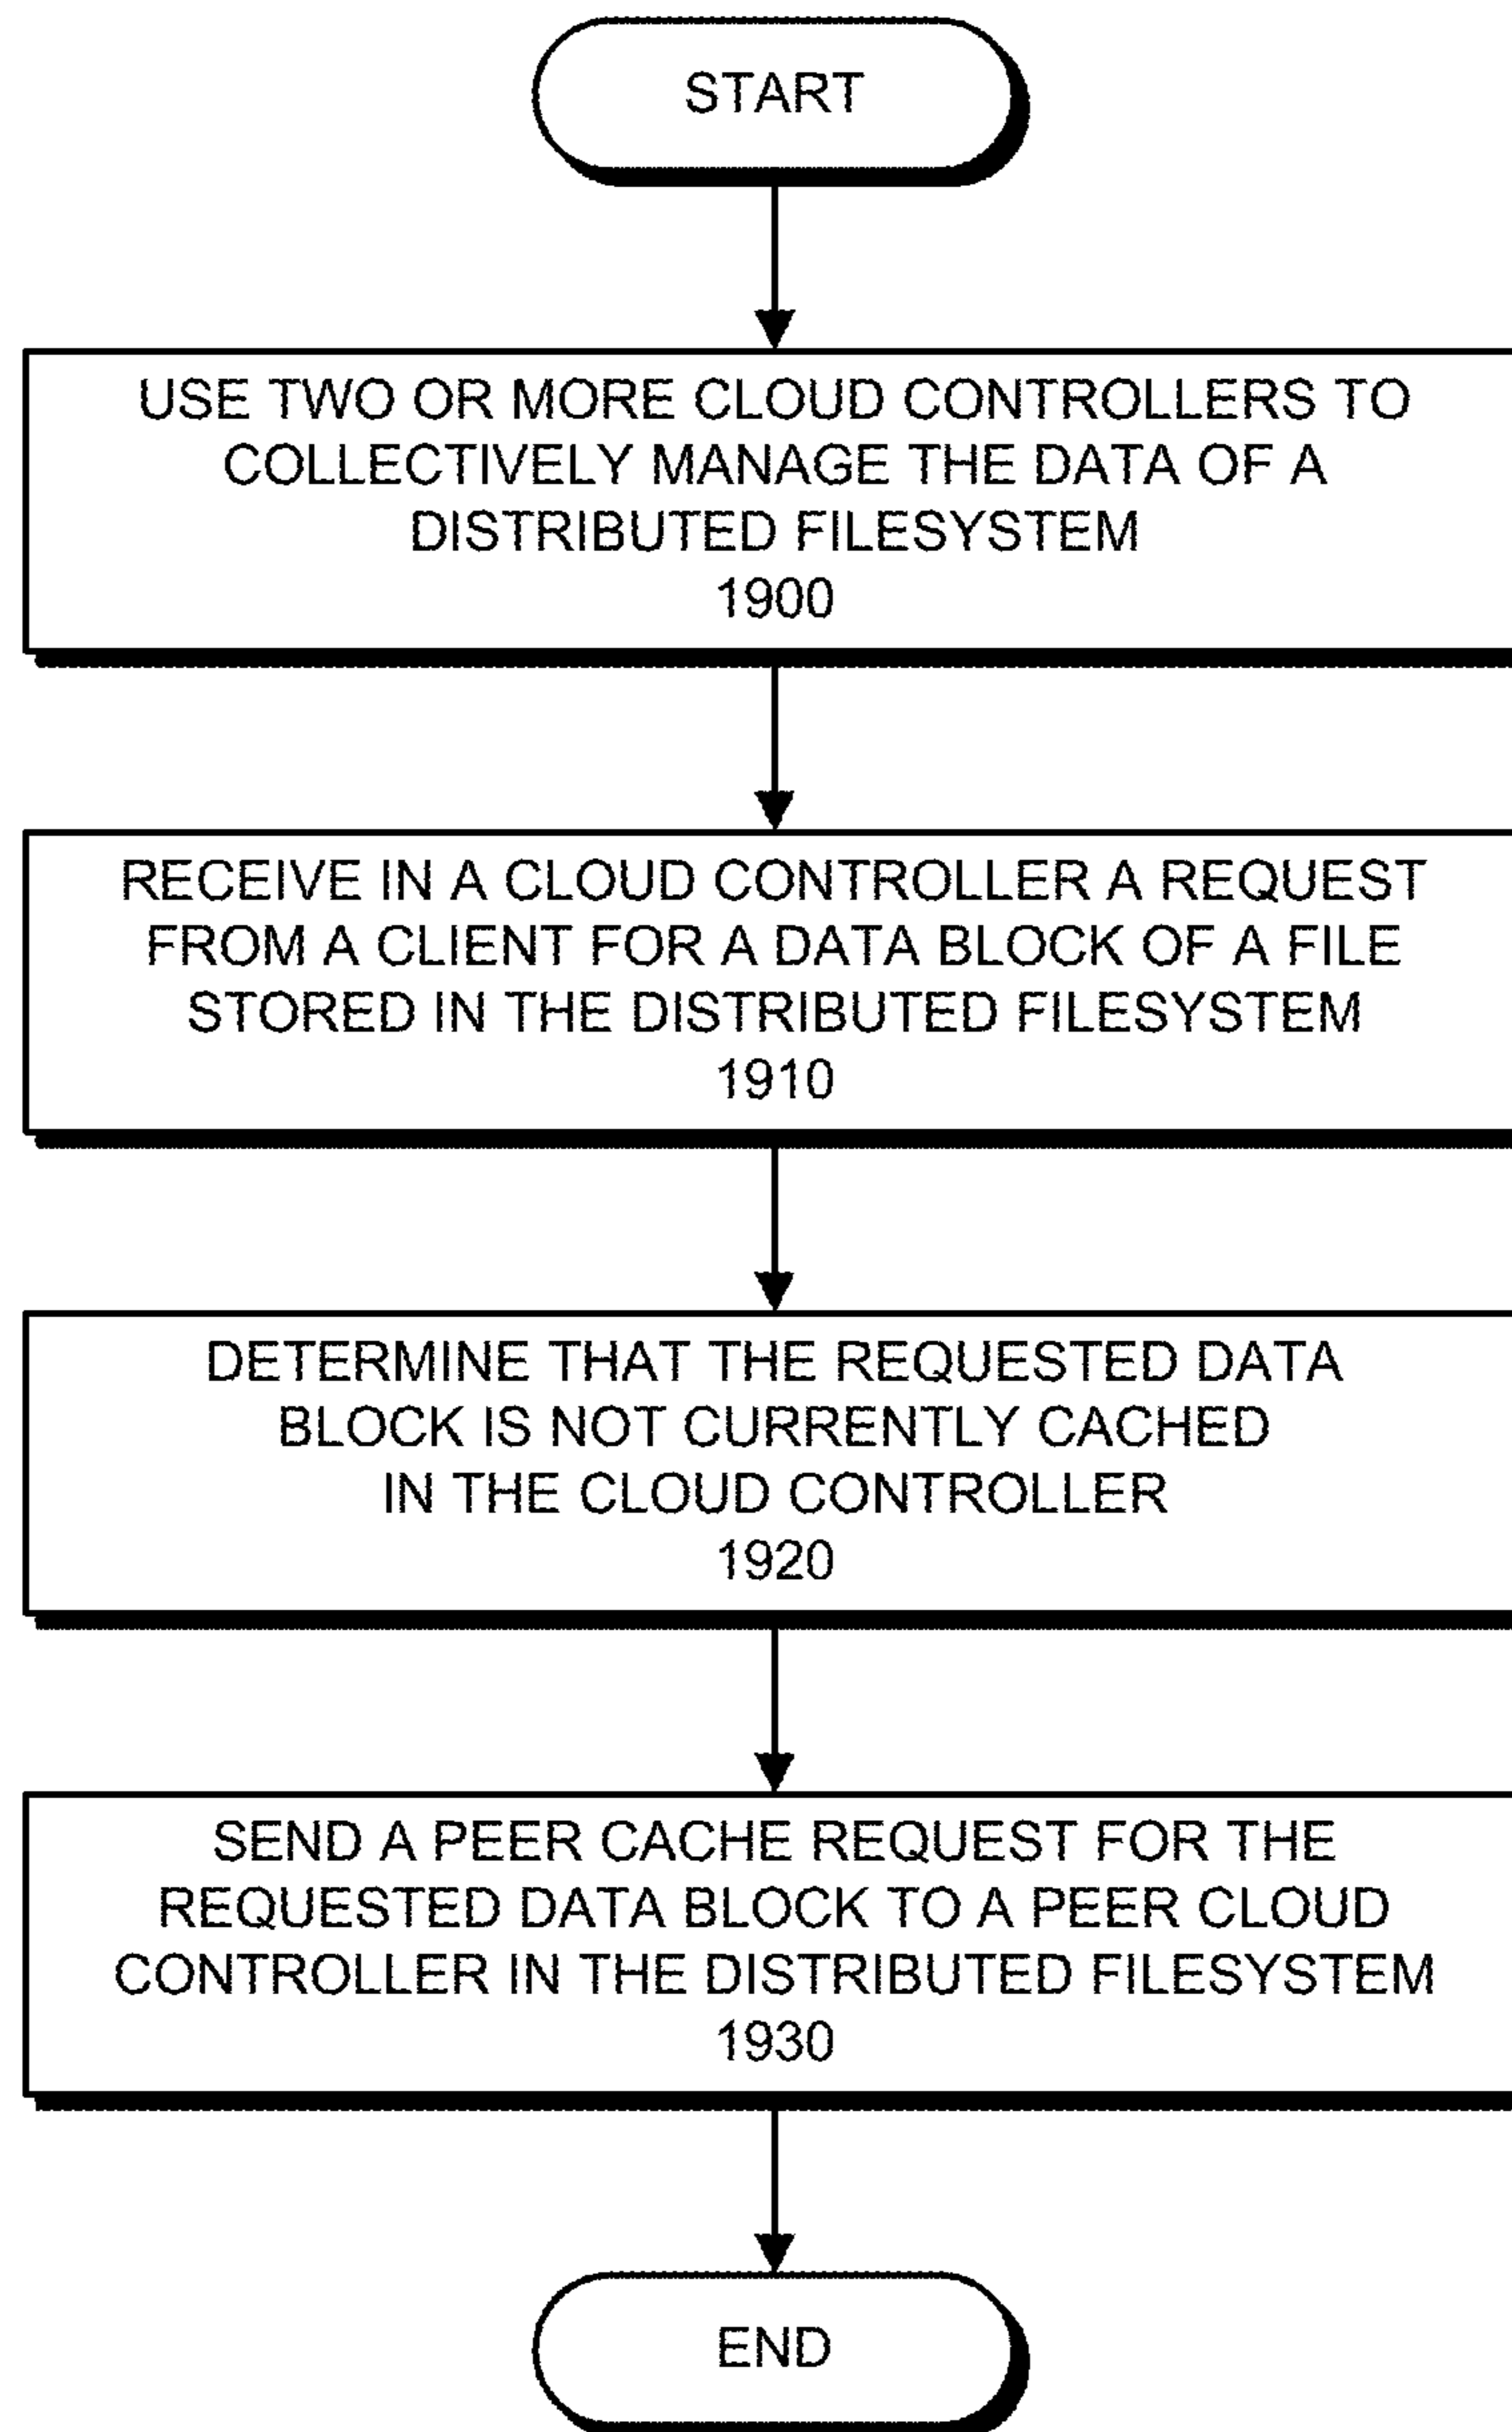 START
USE TWO OR MORE CLOUD CONTROLLERS TO
COLLECTIVELY MANAGE THE DATA OF A
DISTRIBUTED FILESYSTEM
1900
RECEIVE IN A CLOUD CONTROLLER A REQUEST
FROM A CLIENT FOR A DATA BLOCK OF A FILE
STORED IN THE DISTRIBUTED FILESYSTEM
1910
DETERMINE THAT THE REQUESTED DATA
BLOCK IS NOT CURRENTLY CACHED
IN THE CLOUD CONTROLLER
1920
SEND A PEER CACHE REQUEST FOR THE
REQUESTED DATA BLOCK TO A PEER CLOUD
CONTROLLER IN THE DISTRIBUTED FILESYSTEM
1930
END